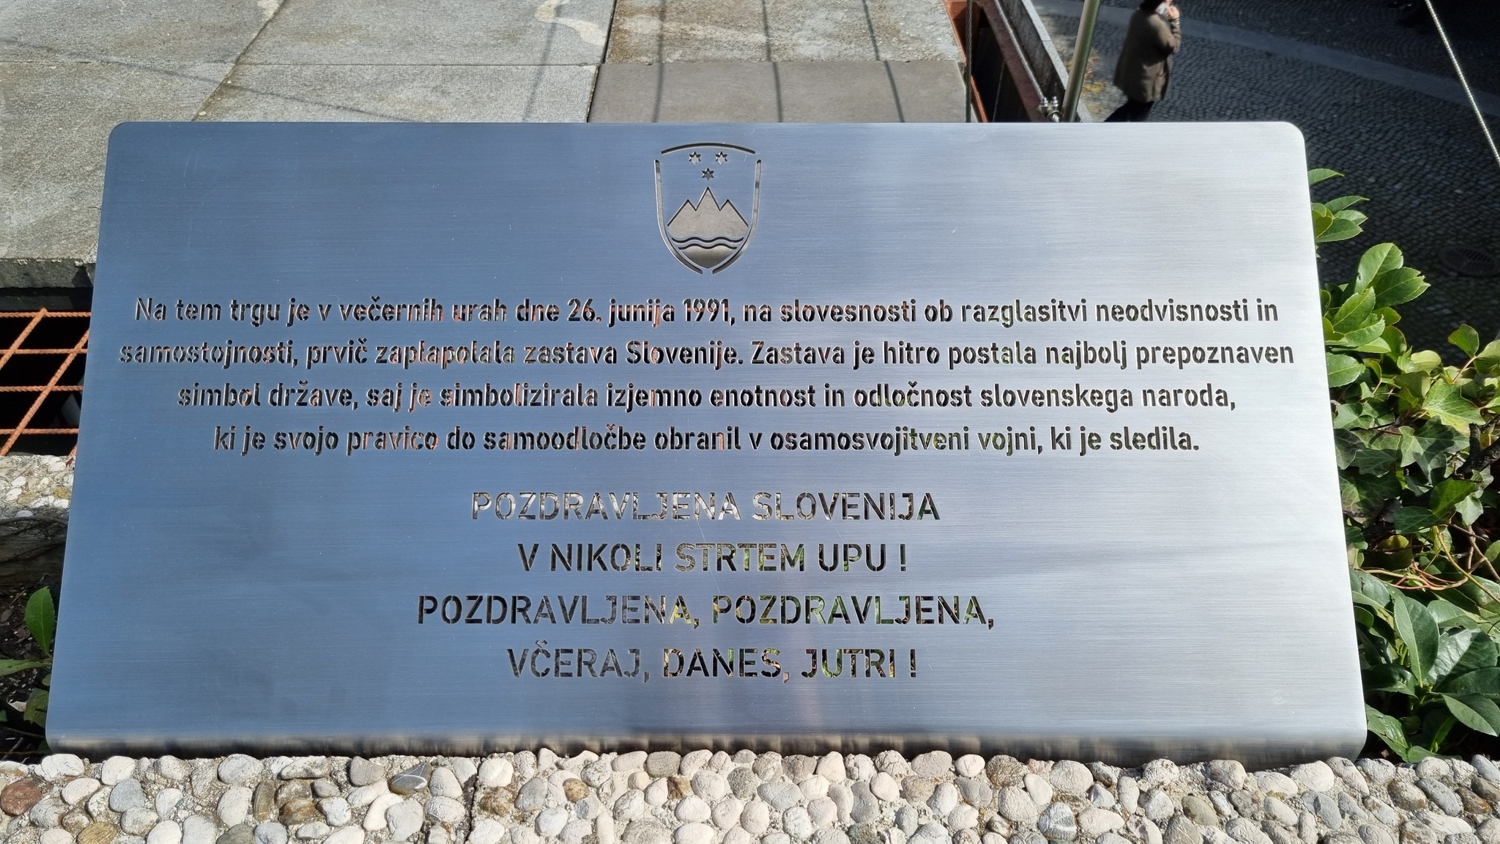 Na tem trgu je v večernih urah dne 26. junija 1991, na slovesnosti ob razglasitvi neodvisnosti in
samostojnosti, prvič zaplapolala zastava Slovenije. Zastava je hitro postala najbolj prepoznaven
simbol države, saj je simbolizirala izjemno enotnost in odločnost slovenskega naroda,
ki je svojo pravico do samoodločbe obranil v osamosvojitveni vojni, ki je sledila.
POZDRAVLJENA SLOVENIJA
V NIKOLI STRTEM UPU !
POZDRAVLJENA, POZDRAVLJENA,
VČERAJ, DANES, JUTRI !